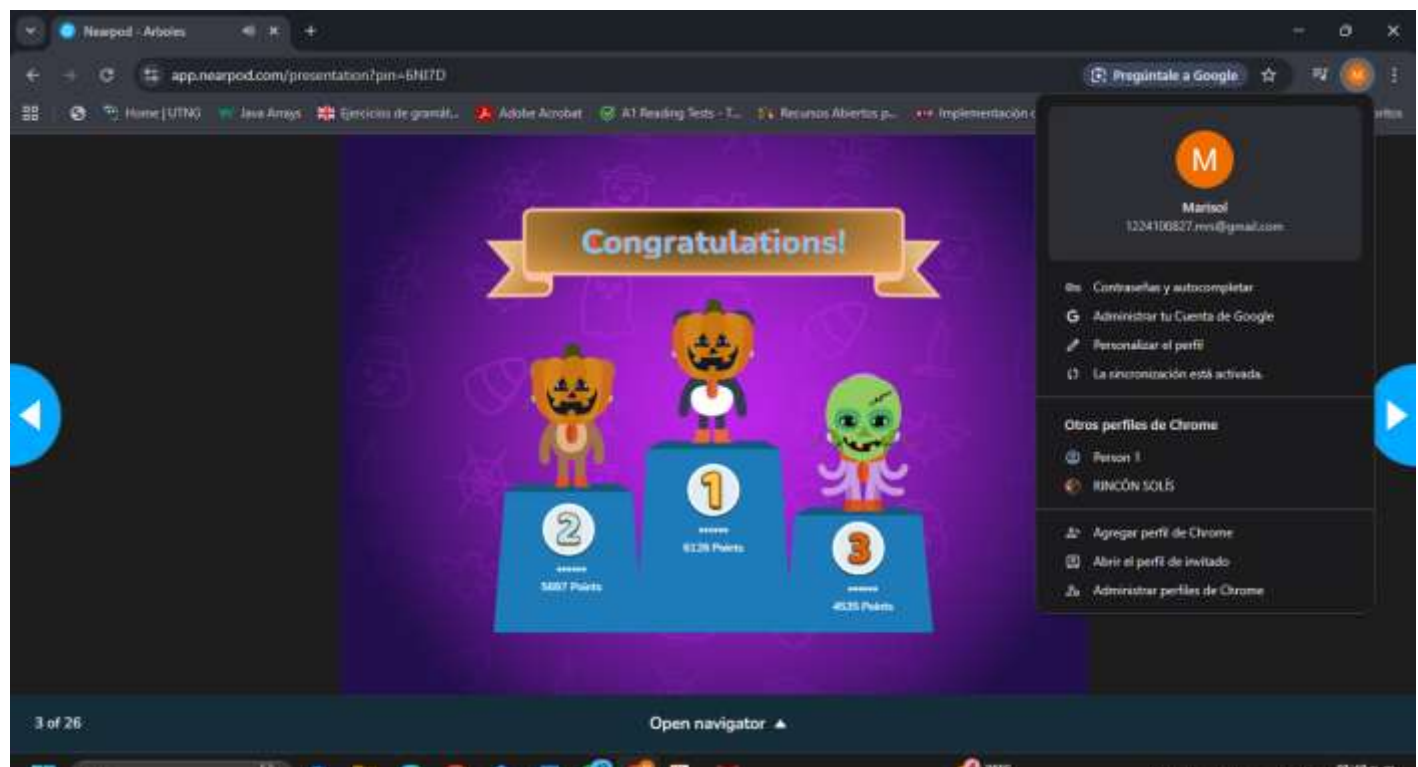 Nearpod - Arboles
app.nearpod.com/presentation?pin=6NI7D
Pregúntale a Google
Home | UTNG
Java Arrays
Ejercicios de gramát...
Adobe Acrobat
A1 Reading Tests - T...
Recursos Abiertos p...
Implementación
M
Marisol
Contraseñas y autocompletar
Administrar tu Cuenta de Google
Personalizar el perfil
La sincronización está activada.
Otros perfiles de Chrome
Person 1
RINCÓN SOLÍS
Agregar perfil de Chrome
Abrir el perfil de invitado
Administrar perfiles de Chrome
Congratulations!
1
6126 Points
2
Points
3
4535 Points
3 of 26
Open navigator